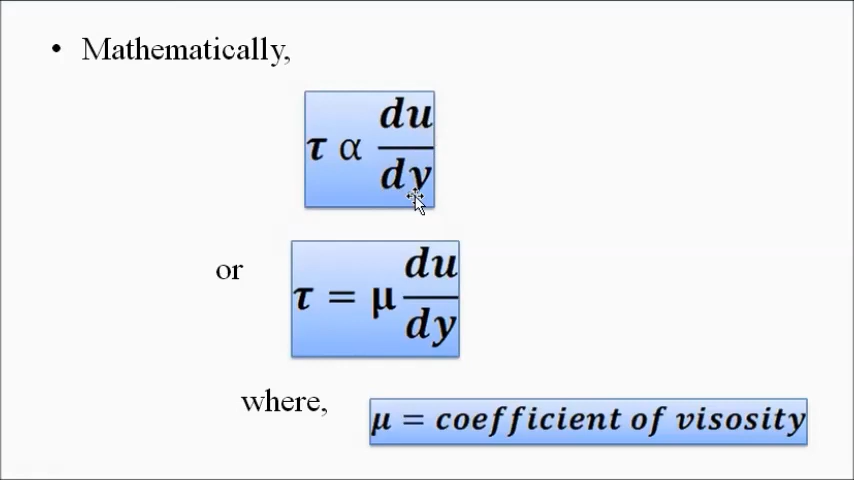 • Mathematically,
τ α du/dy
or τ = μ du/dy
where, μ = coefficient of visosity